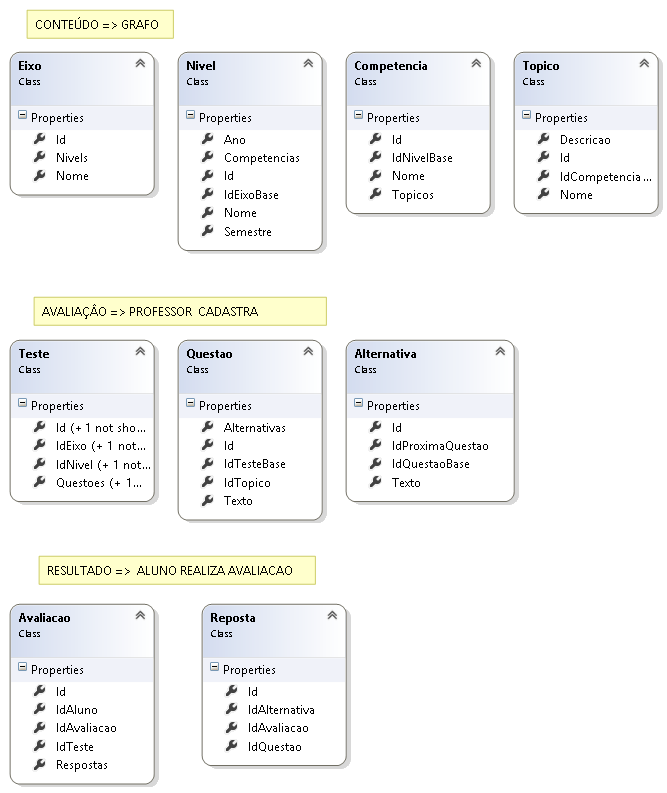 CONTEÚDO => GRAFO
Eixo
Class
Properties
Id
Nivels
Nome
Nivel
Class
Properties
Ano
Competencias
Id
IdEixoBase
Nome
Semestre
Competencia
Class
Properties
Id
IdNivelBase
Nome
Topicos
Topico
Class
Properties
Descricao
Id
IdCompetencia...
Nome
AVALIAÇÂO => PROFESSOR CADASTRA
Teste
Class
Properties
Id (+ 1 not sho...
IdEixo (+ 1 not...
IdNivel (+ 1 not...
Questoes (+ 1...
Questao
Class
Properties
Alternativas
Id
IdTesteBase
IdTopico
Texto
Alternativa
Class
Properties
Id
IdProximaQuestao
IdQuestaoBase
Texto
RESULTADO => ALUNO REALIZA AVALIACAO
Avaliacao
Class
Properties
Id
IdAluno
IdAvaliacao
IdTeste
Respostas
Reposta
Class
Properties
Id
IdAlternativa
IdAvaliacao
IdQuestao